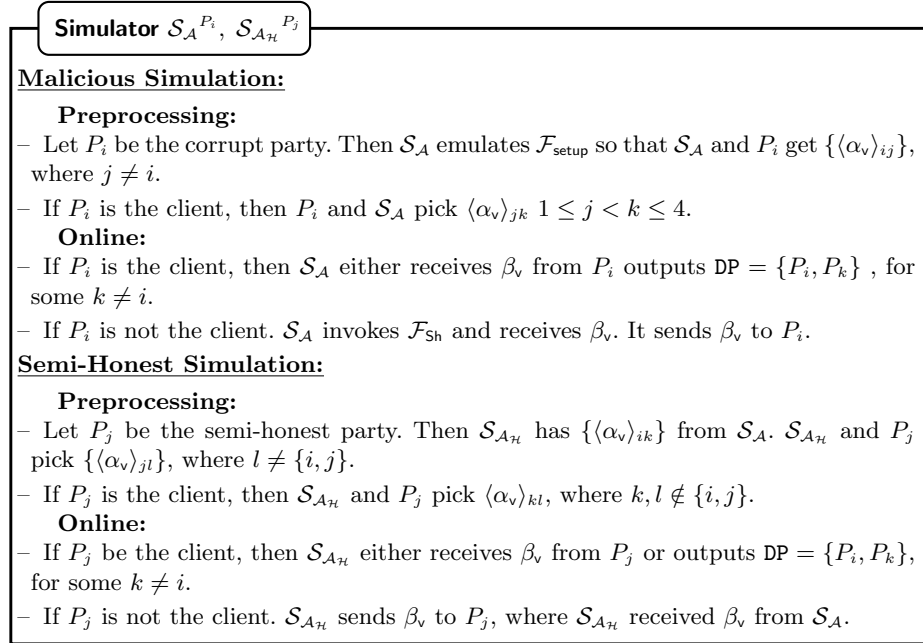 Simulator 𝒮_𝒜^{P_i}, 𝒮_{𝒜_ℋ}^{P_j}
Malicious Simulation:
Preprocessing:
– Let P_i be the corrupt party. Then 𝒮_𝒜 emulates ℱ_setup so that 𝒮_𝒜 and P_i get {⟨α_v⟩_{ij}},
where j ≠ i.
– If P_i is the client, then P_i and 𝒮_𝒜 pick ⟨α_v⟩_{jk} 1 ≤ j < k ≤ 4.
Online:
– If P_i is the client, then 𝒮_𝒜 either receives β_v from P_i outputs DP = {P_i, P_k} , for
some k ≠ i.
– If P_i is not the client. 𝒮_𝒜 invokes ℱ_Sh and receives β_v. It sends β_v to P_i.
Semi-Honest Simulation:
Preprocessing:
– Let P_j be the semi-honest party. Then 𝒮_{𝒜_ℋ} has {⟨α_v⟩_{ik}} from 𝒮_𝒜. 𝒮_{𝒜_ℋ} and P_j
pick {⟨α_v⟩_{jl}}, where l ≠ {i, j}.
– If P_j is the client, then 𝒮_{𝒜_ℋ} and P_j pick ⟨α_v⟩_{kl}, where k, l ∉ {i, j}.
Online:
– If P_j be the client, then 𝒮_{𝒜_ℋ} either receives β_v from P_j or outputs DP = {P_i, P_k},
for some k ≠ i.
– If P_j is not the client. 𝒮_{𝒜_ℋ} sends β_v to P_j, where 𝒮_{𝒜_ℋ} received β_v from 𝒮_𝒜.